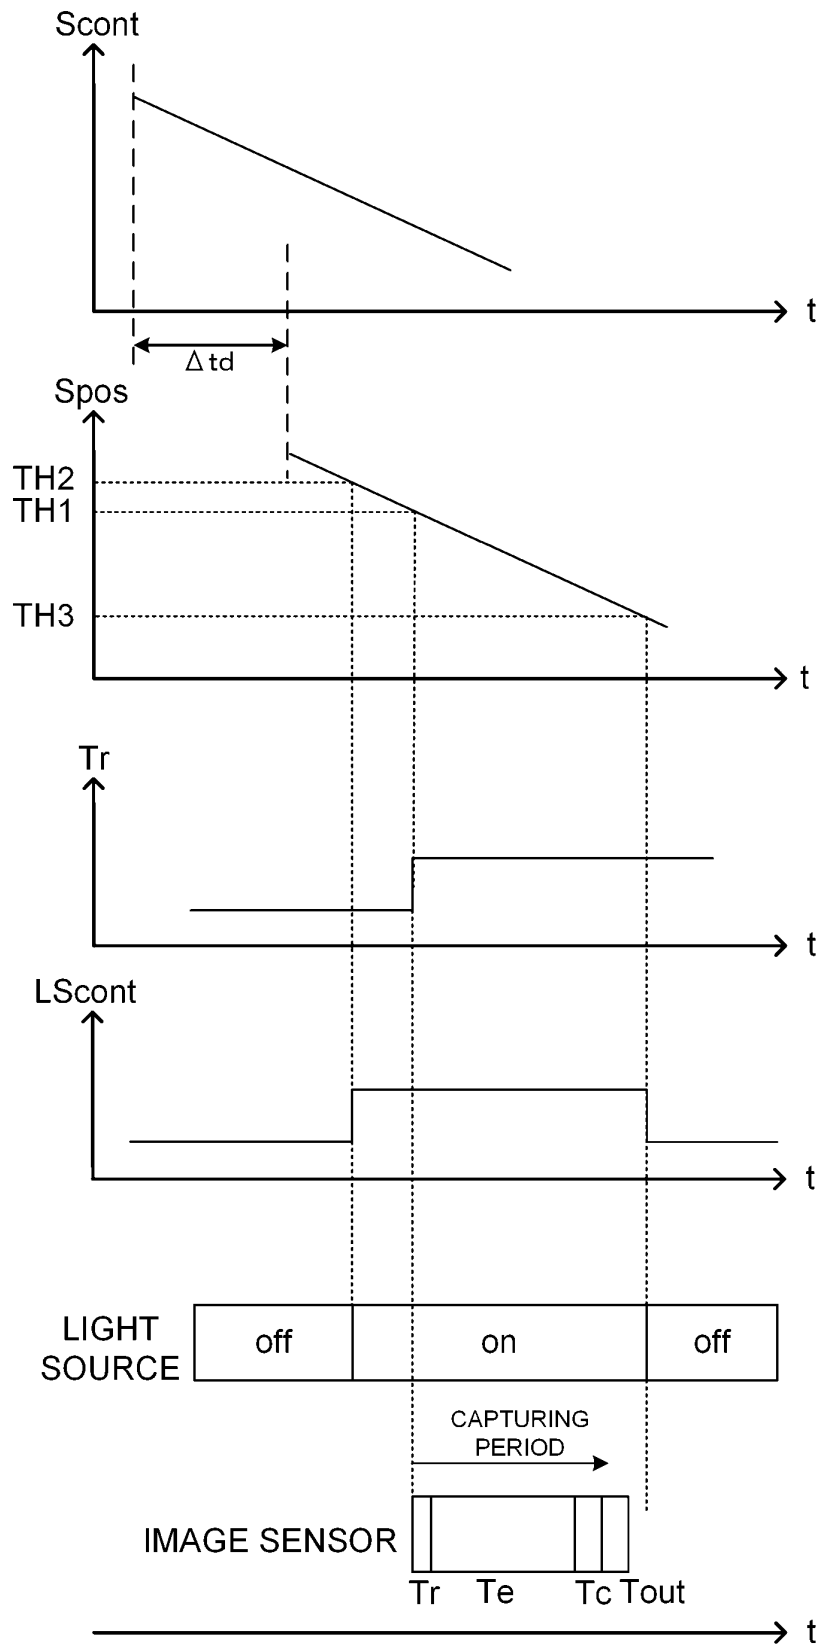 Scont
t
Δtd
Spos
TH2
TH1
TH3
t
Tr
t
LScont
t
LIGHT
SOURCE
off
on
off
CAPTURING
PERIOD
IMAGE SENSOR
Tr Te Tc Tout
t